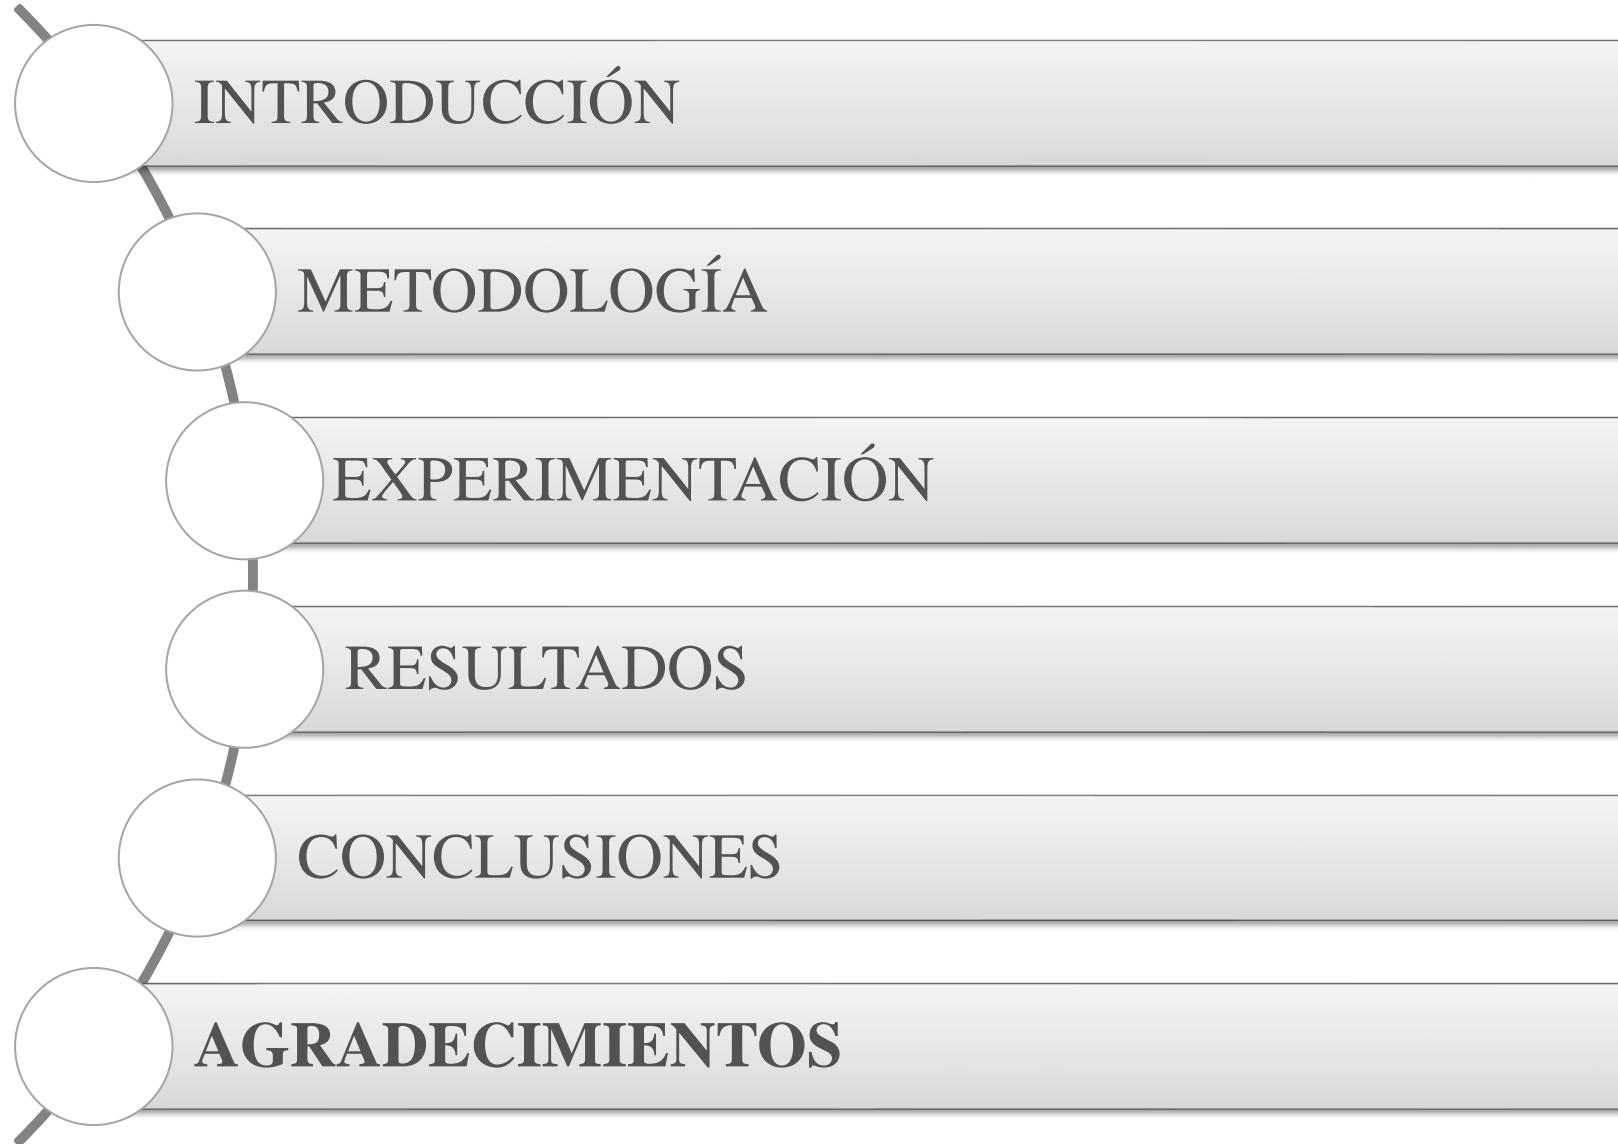 INTRODUCCIÓN
METODOLOGÍA
EXPERIMENTACIÓN
RESULTADOS
CONCLUSIONES
AGRADECIMIENTOS